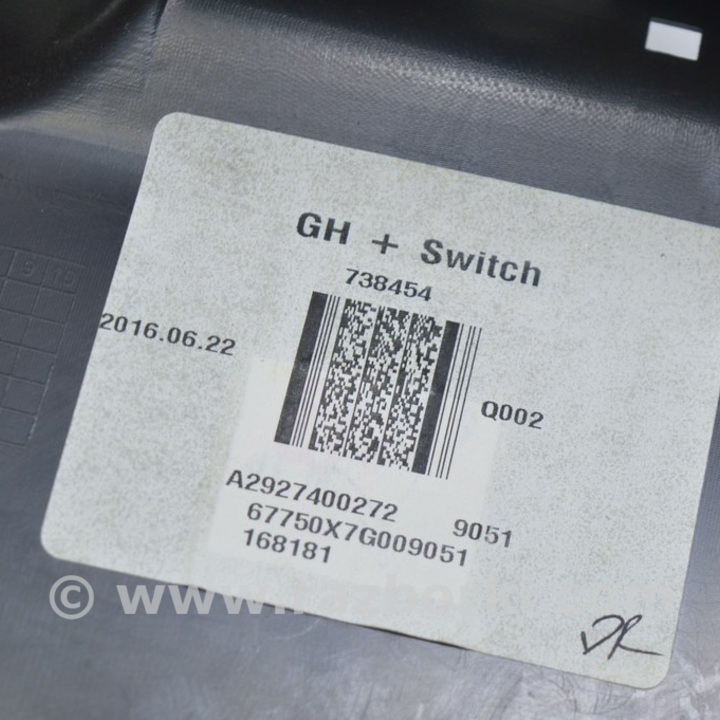 GH + Switch
738454
2016.06.22
Q002
A2927400272 9051
67750X7G009051
168181